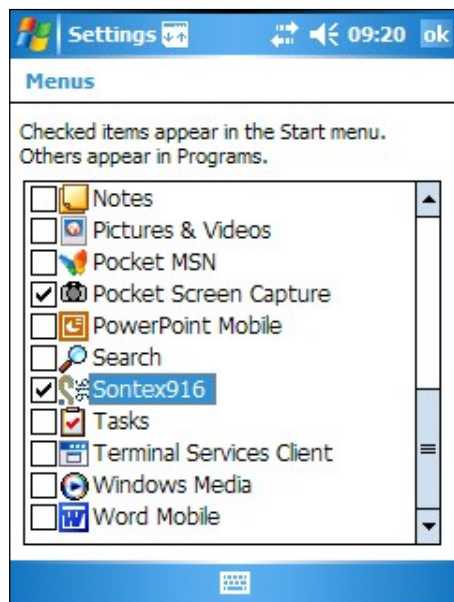 Settings 09:20 ok
Menus
Checked items appear in the Start menu.
Others appear in Programs.
Notes
Pictures & Videos
Pocket MSN
Pocket Screen Capture
PowerPoint Mobile
Search
Sontex916
Tasks
Terminal Services Client
Windows Media
Word Mobile